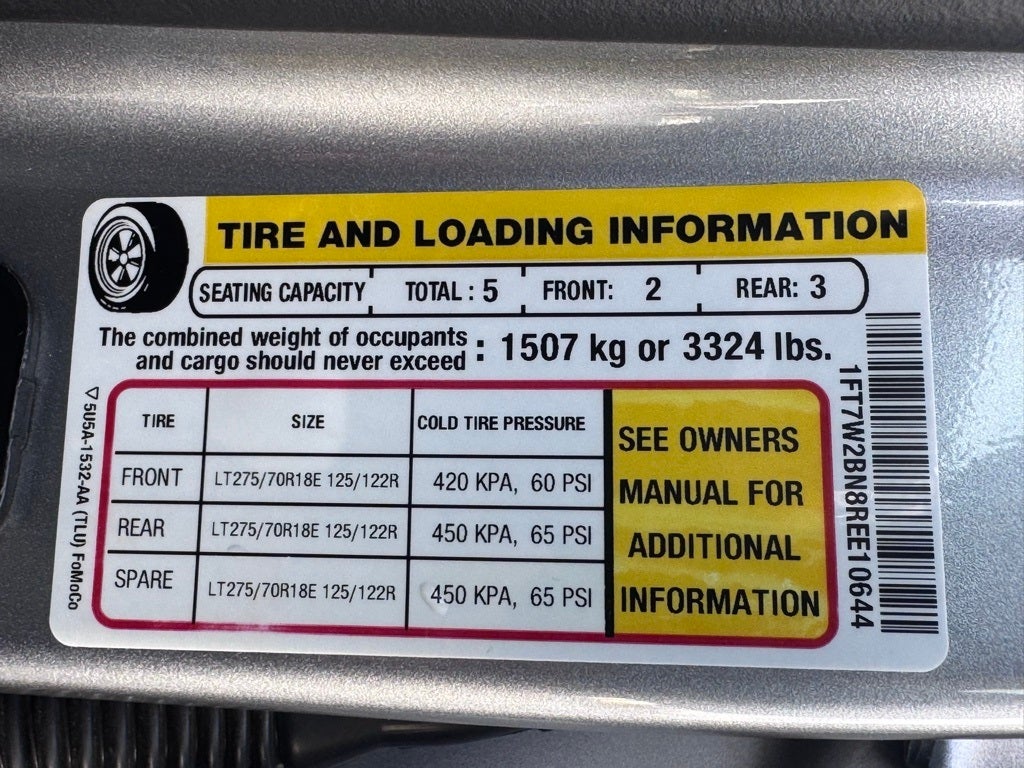 TIRE AND LOADING INFORMATION
SEATING CAPACITY TOTAL : 5 FRONT: 2 REAR: 3
The combined weight of occupants
and cargo should never exceed : 1507 kg or 3324 lbs.
TIRE SIZE COLD TIRE PRESSURE
FRONT LT275/70R18E 125/122R 420 KPA, 60 PSI
REAR LT275/70R18E 125/122R 450 KPA, 65 PSI
SPARE LT275/70R18E 125/122R 450 KPA, 65 PSI
SEE OWNERS
MANUAL FOR
ADDITIONAL
INFORMATION
1FT7W2BN8REE10644
5U5A-1532-AA (TLU) FoMoCo